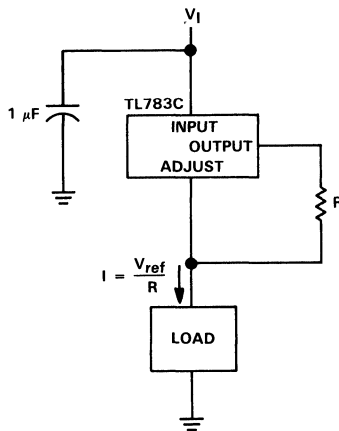 VI
1 μF
TL783C
INPUT
OUTPUT
ADJUST
R
I = Vref/R
LOAD